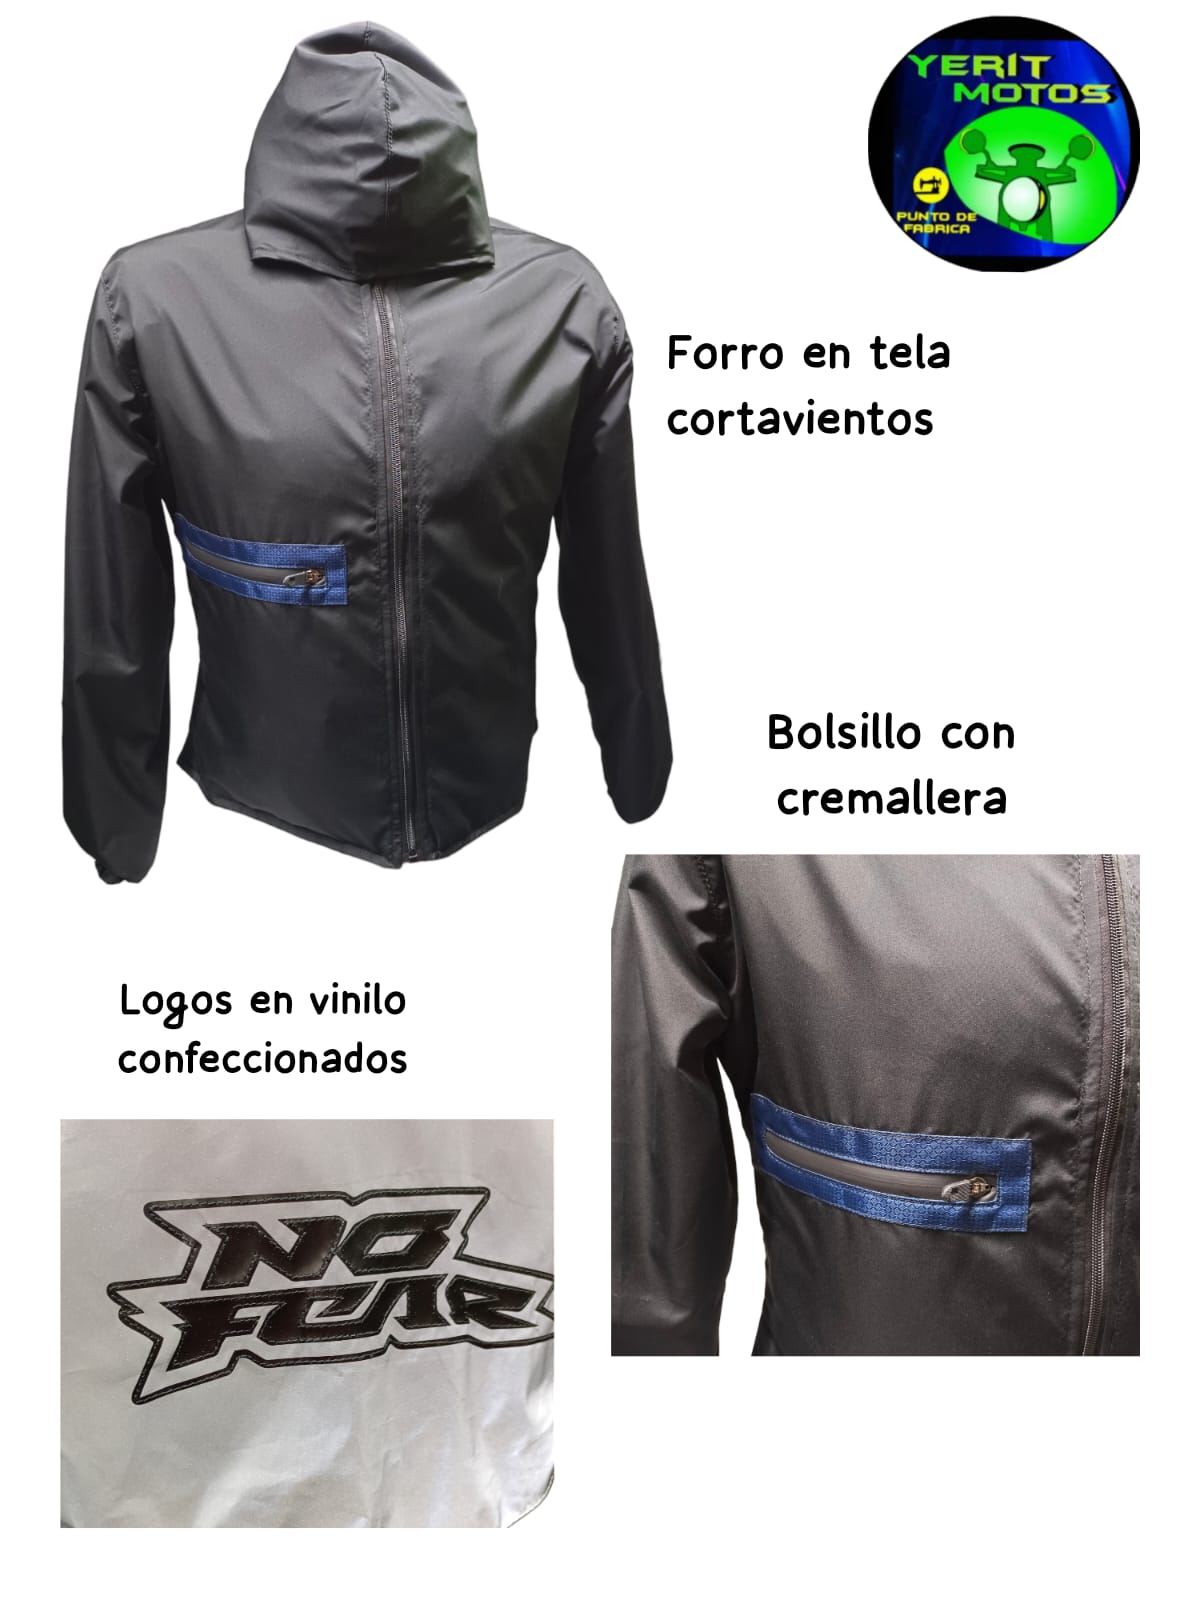 YERIT
MOTOS
PUNTO DE
FABRICA
Forro en tela
cortavientos
Bolsillo con
cremallera
Logos en vinilo
confeccionados
NO
FEAR